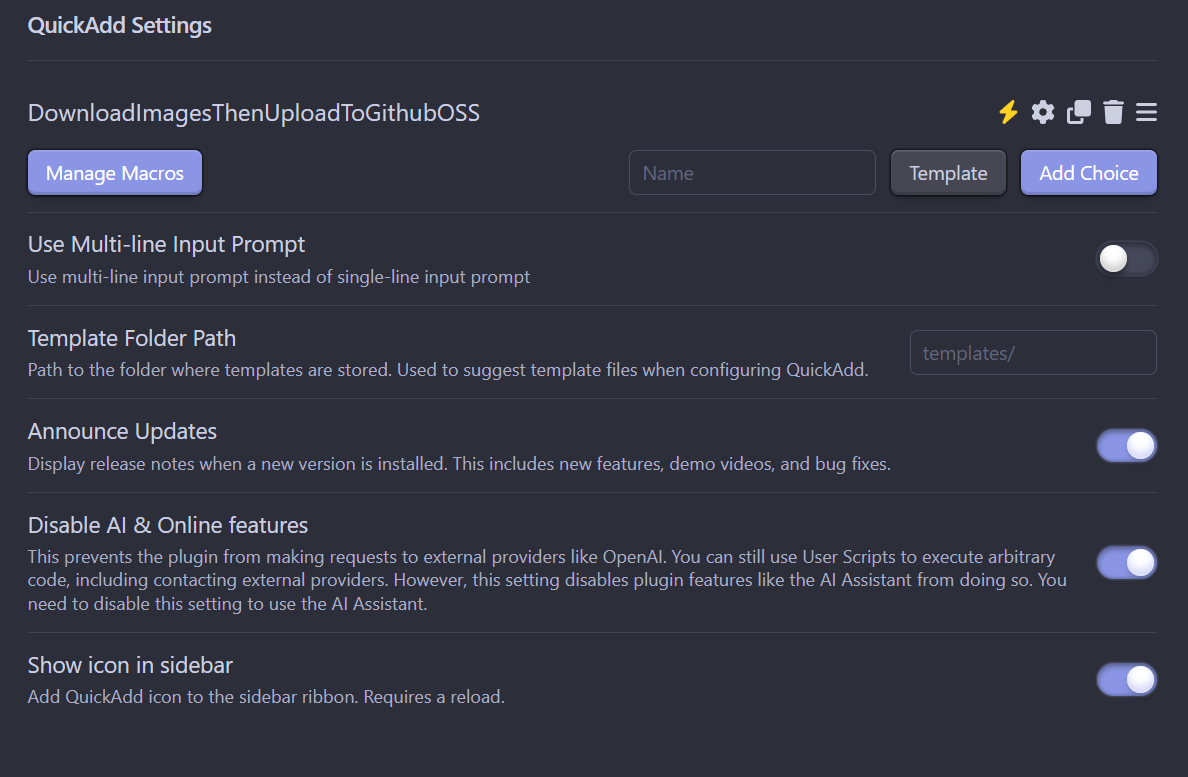 QuickAdd Settings
DownloadImagesThenUploadToGithubOSS
Manage Macros
Name
Template
Add Choice
Use Multi-line Input Prompt
Use multi-line input prompt instead of single-line input prompt
Template Folder Path
Path to the folder where templates are stored. Used to suggest template files when configuring QuickAdd.
templates/
Announce Updates
Display release notes when a new version is installed. This includes new features, demo videos, and bug fixes.
Disable AI & Online features
This prevents the plugin from making requests to external providers like OpenAI. You can still use User Scripts to execute arbitrary
code, including contacting external providers. However, this setting disables plugin features like the AI Assistant from doing so. You
need to disable this setting to use the AI Assistant.
Show icon in sidebar
Add QuickAdd icon to the sidebar ribbon. Requires a reload.